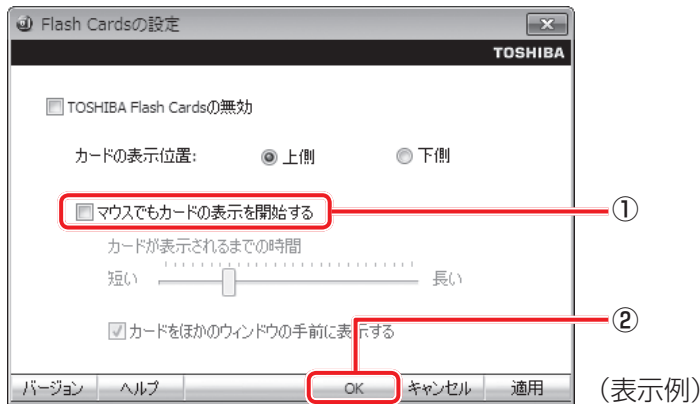 Flash Cardsの設定
TOSHIBA
TOSHIBA Flash Cardsの無効
カードの表示位置: 上側 下側
マウスでもカードの表示を開始する
①
カードが表示されるまでの時間
短い 長い
②
カードをほかのウィンドウの手前に表示する
バージョン ヘルプ OK キャンセル 適用
(表示例)